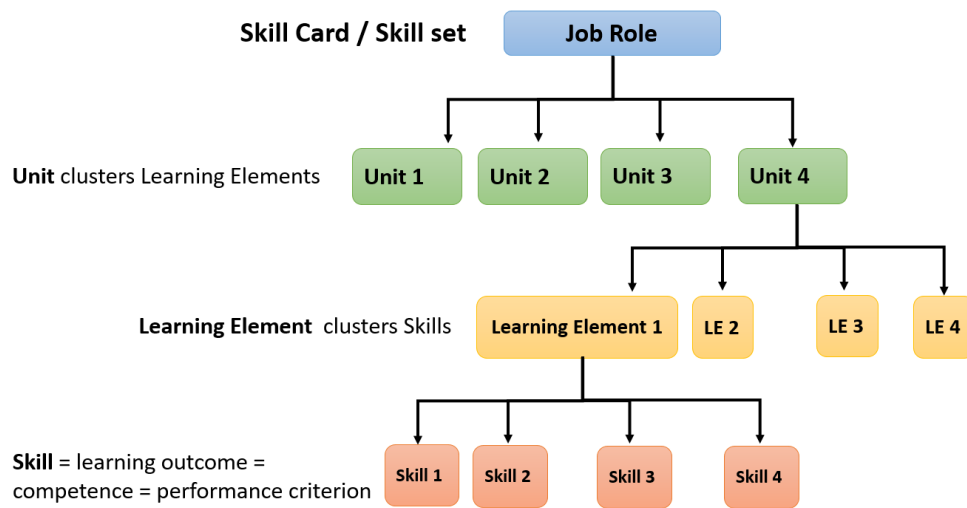 Skill Card / Skill set
Job Role
Unit clusters Learning Elements
Unit 1
Unit 2
Unit 3
Unit 4
Learning Element clusters Skills
Learning Element 1
LE 2
LE 3
LE 4
Skill = learning outcome =
competence = performance criterion
Skill 1
Skill 2
Skill 3
Skill 4